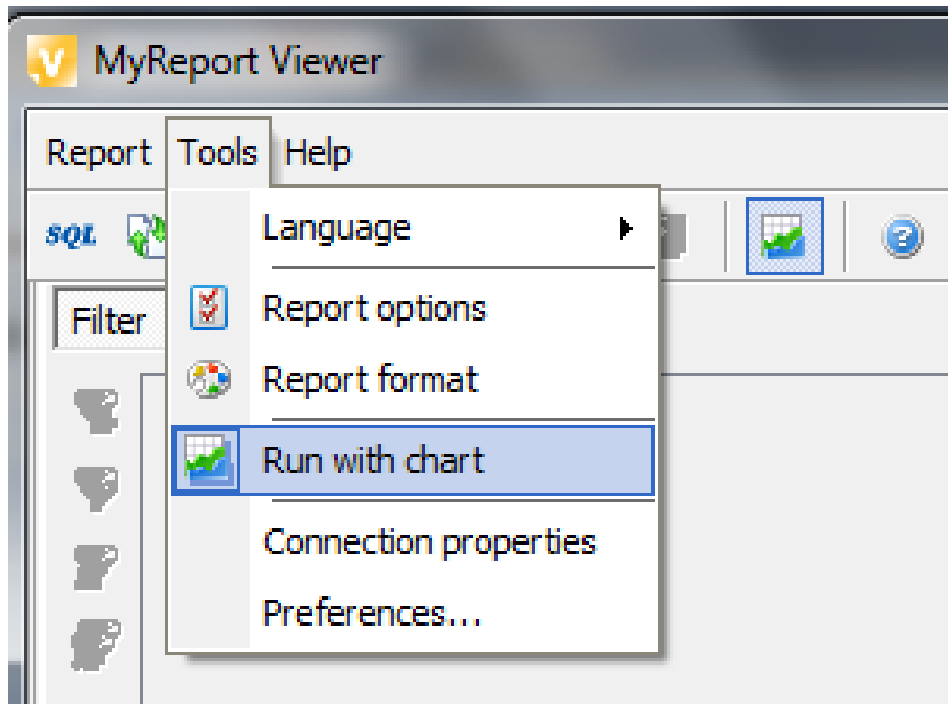 V MyReport Viewer
Report Tools Help
SQL
Language
Filter
Report options
Report format
Run with chart
Connection properties
Preferences...